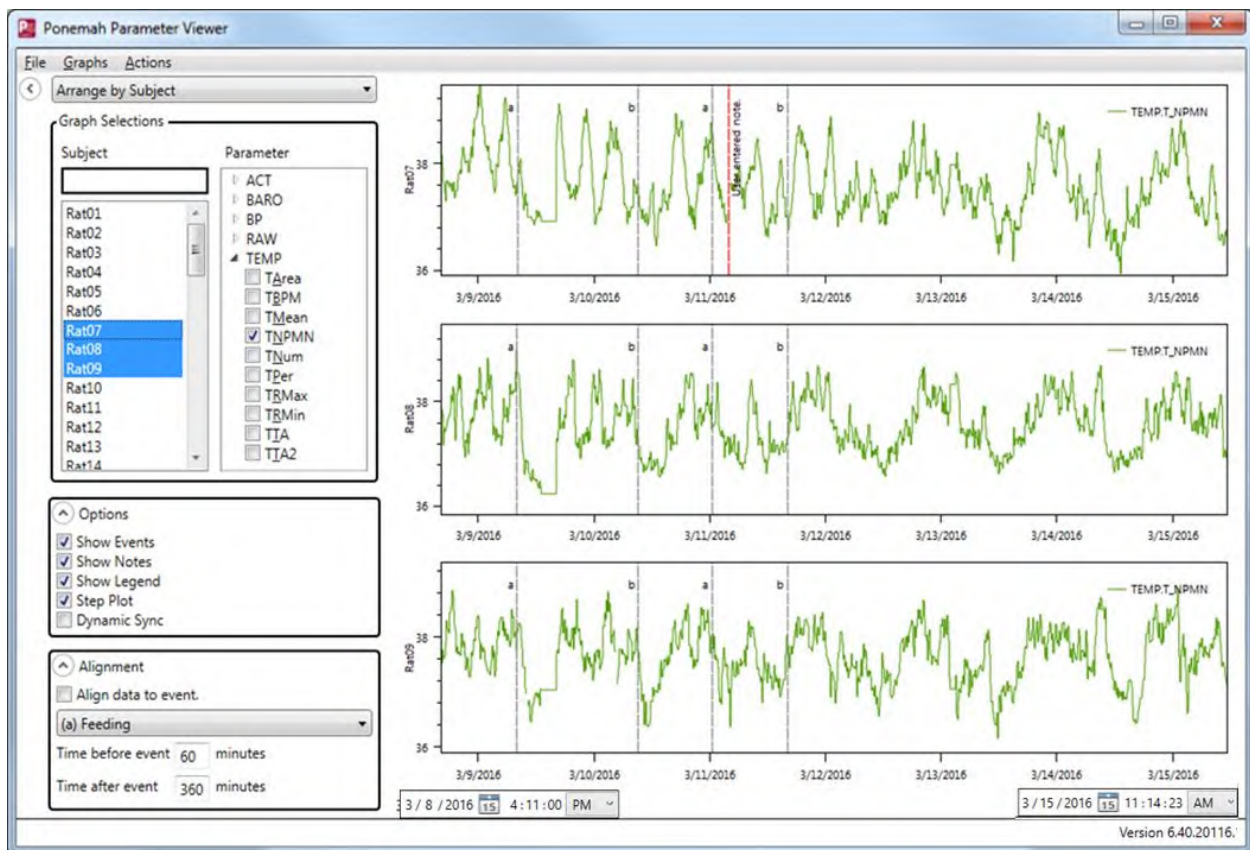 Ponemah Parameter Viewer
File Graphs Actions
Arrange by Subject
Graph Selections
Subject
Rat01
Rat02
Rat03
Rat04
Rat05
Rat06
Rat07
Rat08
Rat09
Rat10
Rat11
Rat12
Rat13
Rat14
Parameter
ACT
BARO
BP
RAW
TEMP
TArea
TBPM
TMean
TNPMN
TNum
TPer
TRMax
TRMin
TTA
TTA2
Options
Show Events
Show Notes
Show Legend
Step Plot
Dynamic Sync
Alignment
Align data to event.
(a) Feeding
Time before event 60 minutes
Time after event 360 minutes
a b a b
User entered note.
TEMP.T_NPMN
Rat07
38
36
3/9/2016 3/10/2016 3/11/2016 3/12/2016 3/13/2016 3/14/2016 3/15/2016
a b a b
TEMP.T_NPMN
Rat08
38
36
3/9/2016 3/10/2016 3/11/2016 3/12/2016 3/13/2016 3/14/2016 3/15/2016
a b a b
TEMP.T_NPMN
Rat09
38
36
3/9/2016 3/10/2016 3/11/2016 3/12/2016 3/13/2016 3/14/2016 3/15/2016
3 / 8 / 2016 15 4 : 11 : 00 PM
3 / 15 / 2016 15 11 : 14 : 23 AM
Version 6.40.20116.